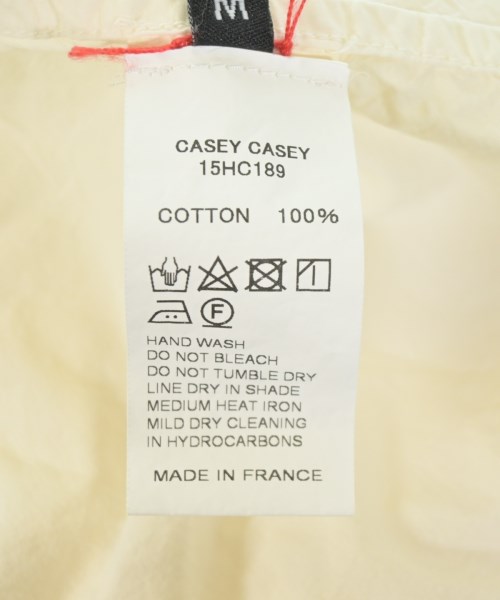 M
CASEY CASEY
15HC189
COTTON 100%
F
HAND WASH
DO NOT BLEACH
DO NOT TUMBLE DRY
LINE DRY IN SHADE
MEDIUM HEAT IRON
MILD DRY CLEANING
IN HYDROCARBONS
MADE IN FRANCE